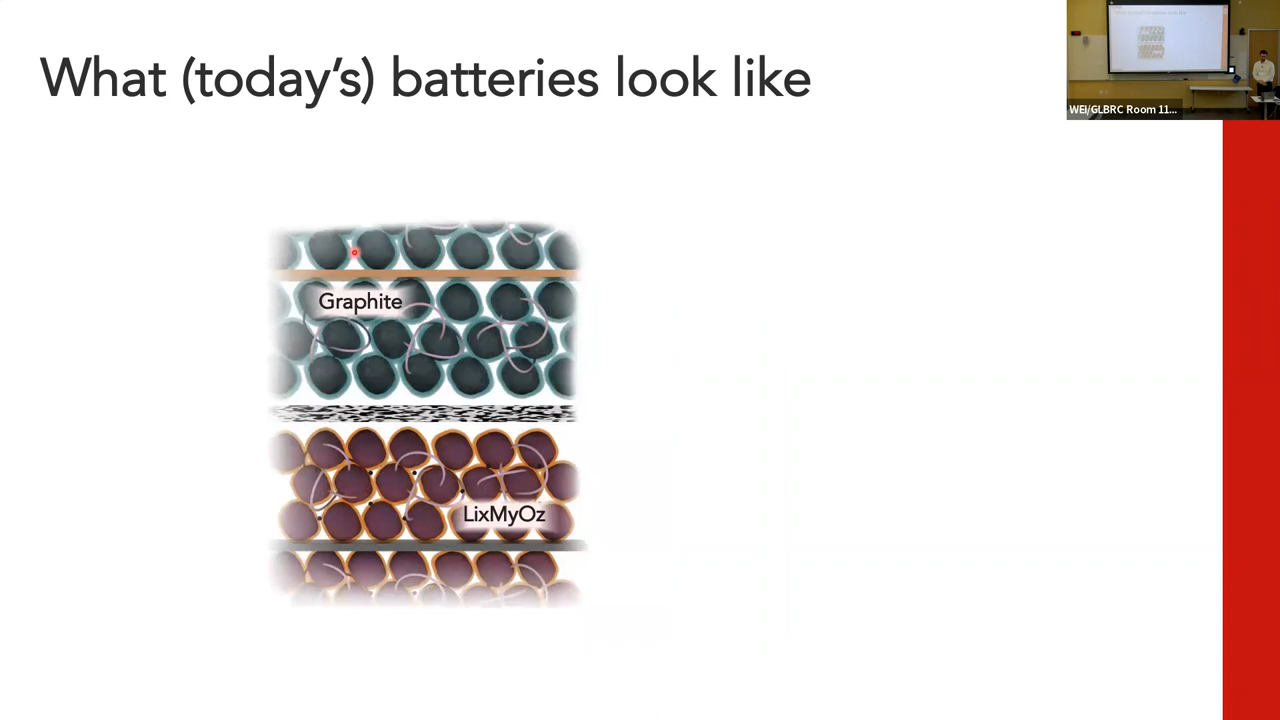 What (today's) batteries look like
WEI/GLBRC Room 11...
Graphite
LixMyOz